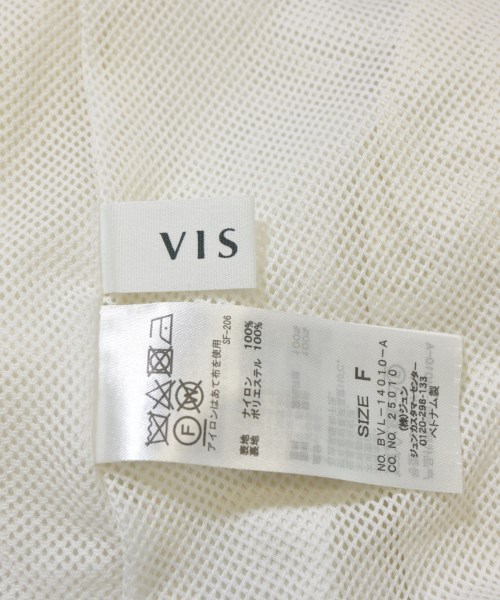 VIS
アイロンはあて布を使用
SF-206
表地 ナイロン 100%
裏地 ポリエステル 100%
SIZE F
NO. BVL-14010-A
CO. NO. 25010
(株)ジュン
ジュンカスタマーセンター
0120-298-133
ベトナム製